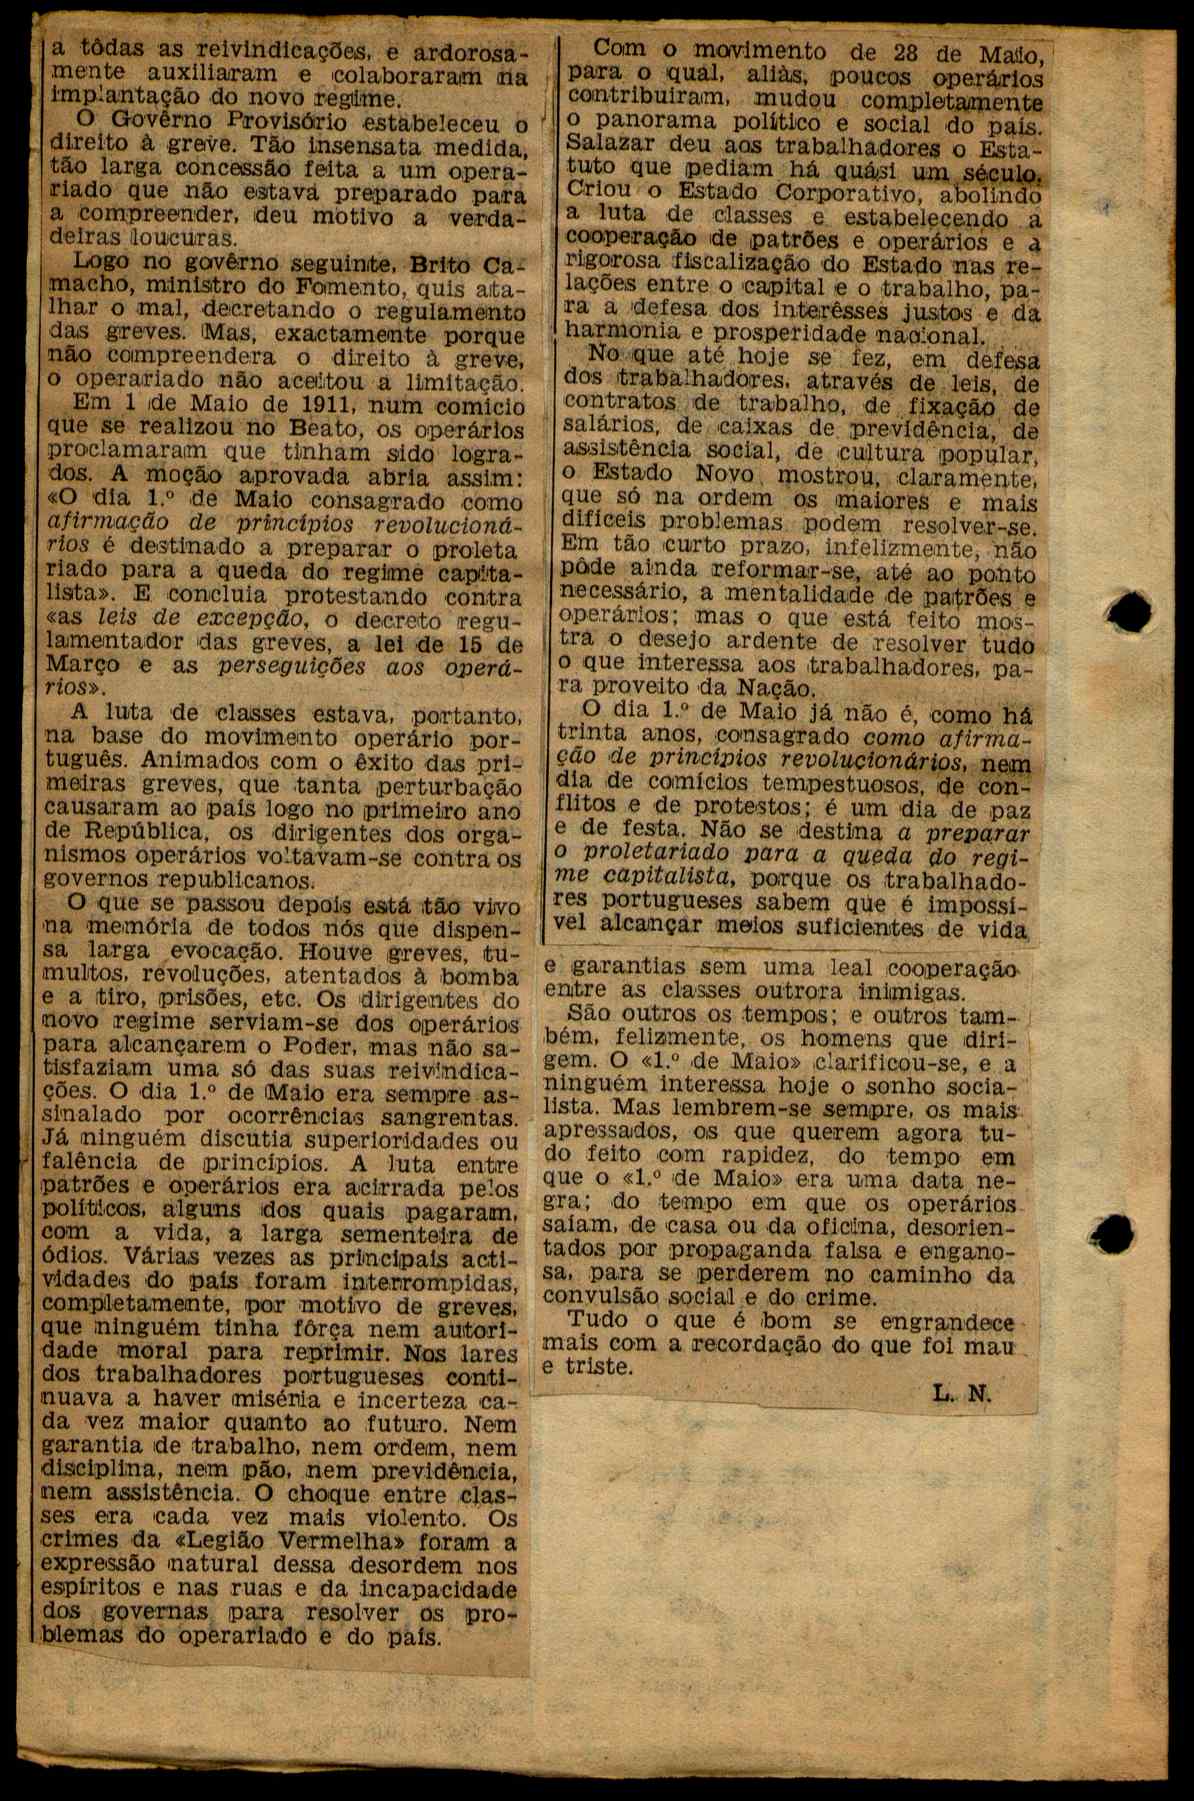 a tôdas as reivindicações, e ardorosa-
mente auxiliaram e colaboraram na
implantação do novo regime.
O Govêrno Provisório estabeleceu o
direito à greve. Tão insensata medida,
tão larga concessão feita a um opera-
riado que não estava preparado para
a compreender, deu motivo a verda-
deiras loucuras.
Logo no govêrno seguinte, Brito Ca-
macho, ministro do Fomento, quis ata-
lhar o mal, decretando o regulamento
das greves. Mas, exactamente porque
não compreendera o direito à greve,
o operariado não aceitou a limitação.
Em 1 de Maio de 1911, num comício
que se realizou no Beato, os operários
proclamaram que tinham sido logra-
dos. A moção aprovada abria assim:
«O dia 1.º de Maio consagrado como
afirmação de princípios revolucioná-
rios é destinado a preparar o proleta
riado para a queda do regime capita-
lista». E concluia protestando contra
«as leis de excepção, o decreto regu-
lamentador das greves, a lei de 15 de
Março e as perseguições aos operá-
rios».
A luta de classes estava, portanto,
na base do movimento operário por-
tuguês. Animados com o êxito das pri-
meiras greves, que tanta perturbação
causaram ao país logo no primeiro ano
de República, os dirigentes dos orga-
nismos operários voltavam-se contra os
governos republicanos.
O que se passou depois está tão vivo
na memória de todos nós que dispen-
sa larga evocação. Houve greves, tu-
multos, revoluções, atentados à bomba
e a tiro, prisões, etc. Os dirigentes do
novo regime serviam-se dos operários
para alcançarem o Poder, mas não sa-
tisfaziam uma só das suas reivindica-
ções. O dia 1.º de Maio era sempre as-
sinalado por ocorrências sangrentas.
Já ninguém discutia superioridades ou
falência de princípios. A luta entre
patrões e operários era acirrada pelos
políticos, alguns dos quais pagaram,
com a vida, a larga sementeira de
ódios. Várias vezes as principais acti-
vidades do país foram interrompidas,
completamente, por motivo de greves,
que ninguém tinha fôrça nem autori-
dade moral para reprimir. Nos lares
dos trabalhadores portugueses conti-
nuava a haver miséria e incerteza ca-
da vez maior quanto ao futuro. Nem
garantia de trabalho, nem ordem, nem
disciplina, nem pão, nem previdência,
nem assistência. O choque entre clas-
ses era cada vez mais violento. Os
crimes da «Legião Vermelha» foram a
expressão natural dessa desordem nos
espíritos e nas ruas e da incapacidade
dos governas para resolver os pro-
blemas do operariado e do país.
Com o movimento de 28 de Maio,
para o qual, aliás, poucos operários
contribuiram, mudou completamente
o panorama político e social do país.
Salazar deu aos trabalhadores o Esta-
tuto que pediam há quási um século.
Criou o Estado Corporativo, abolindo
a luta de classes e estabelecendo a
cooperação de patrões e operários e a
rigorosa fiscalização do Estado nas re-
lações entre o capital e o trabalho, pa-
ra a defesa dos interêsses justos e da
harmonia e prosperidade nacional.
No que até hoje se fez, em defesa
dos trabalhadores, através de leis, de
contratos de trabalho, de fixação de
salários, de caixas de previdência, de
assistência social, de cultura popular,
o Estado Novo mostrou, claramente,
que só na ordem os maiores e mais
difíceis problemas podem resolver-se.
Em tão curto prazo, infelizmente, não
pôde ainda reformar-se, até ao ponto
necessário, a mentalidade de patrões e
operários; mas o que está feito mos-
tra o desejo ardente de resolver tudo
o que interessa aos trabalhadores, pa-
ra proveito da Nação.
O dia 1.º de Maio já não é, como há
trinta anos, consagrado como afirma-
ção de princípios revolucionários, nem
dia de comícios tempestuosos, de con-
flitos e de protestos; é um dia de paz
e de festa. Não se destina a preparar
o proletariado para a queda do regi-
me capitalista, porque os trabalhado-
res portugueses sabem que é impossí-
vel alcançar meios suficientes de vida
e garantias sem uma leal cooperação
entre as classes outrora inimigas.
São outros os tempos; e outros tam-
bém, felizmente, os homens que diri-
gem. O «1.º de Maio» clarificou-se, e a
ninguém interessa hoje o sonho socia-
lista. Mas lembrem-se sempre, os mais
apressados, os que querem agora tu-
do feito com rapidez, do tempo em
que o «1.º de Maio» era uma data ne-
gra; do tempo em que os operários
saíam, de casa ou da oficina, desorien-
tados por propaganda falsa e engano-
sa, para se perderem no caminho da
convulsão social e do crime.
Tudo o que é bom se engrandece
mais com a recordação do que foi mau
e triste.
L. N.